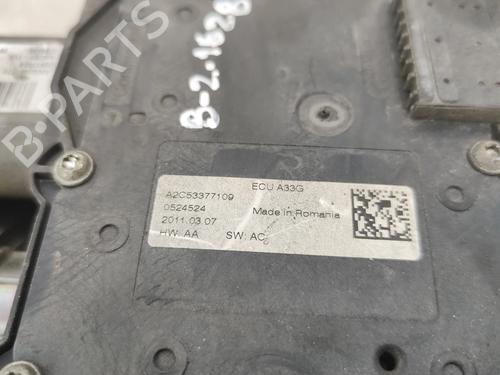 B-2.1628
B-PARTS
ECU A33G
A2C53377109
0524524
Made in Romania
2011.03.07
HW: AA SW: AC